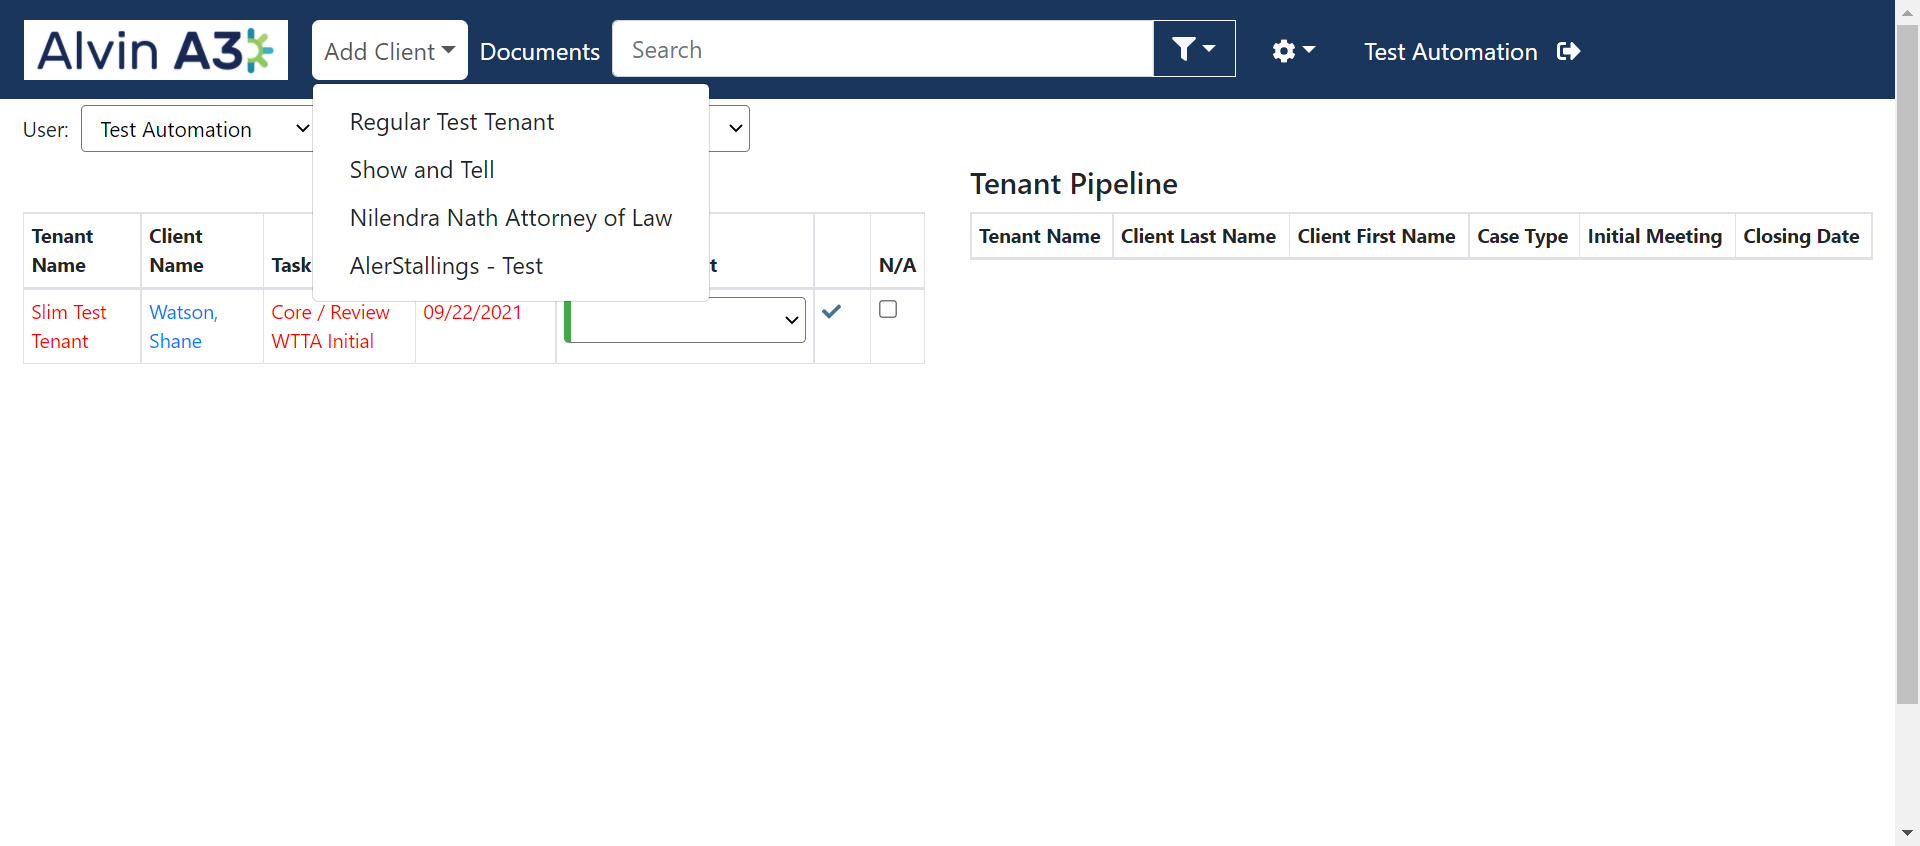 Alvin A3
Add Client
Documents
Search
Test Automation
User:
Test Automation
Regular Test Tenant
Show and Tell
Nilendra Nath Attorney of Law
AlerStallings - Test
Tenant Name
Client Name
Task
t
N/A
Slim Test Tenant
Watson, Shane
Core / Review WTTA Initial
09/22/2021
Tenant Pipeline
Tenant Name
Client Last Name
Client First Name
Case Type
Initial Meeting
Closing Date